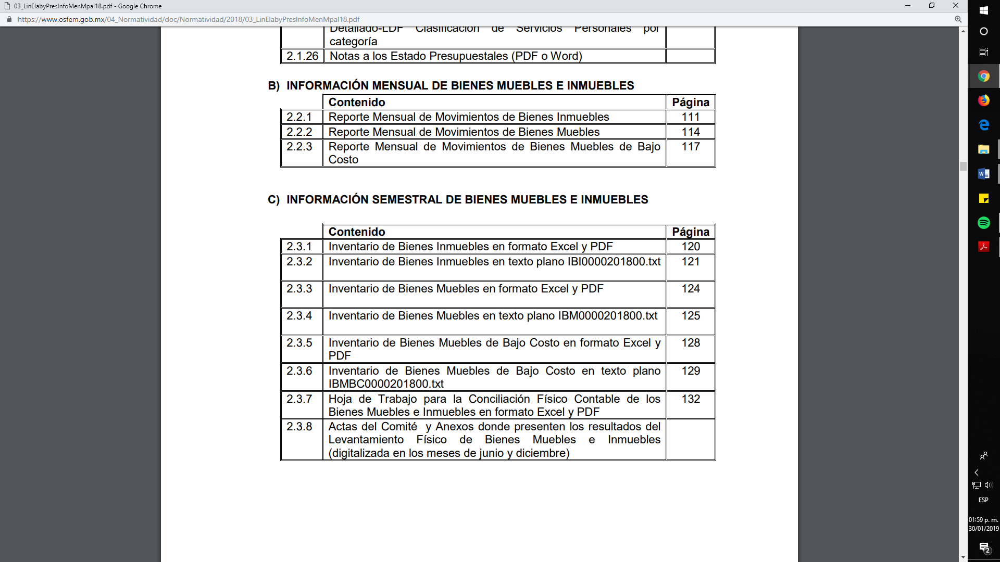 03_LinElabyPresInfoMenMpal18.pdf - Google Chrome
https://www.osfem.gob.mx/04_Normatividad/doc/Normatividad/2018/03_LinElabyPresInfoMenMpal18.pdf
Detallado-LDF Clasificación de Servicios Personales por
categoría
2.1.26 Notas a los Estado Presupuestales (PDF o Word)
B) INFORMACIÓN MENSUAL DE BIENES MUEBLES E INMUEBLES
Contenido Página
2.2.1 Reporte Mensual de Movimientos de Bienes Inmuebles 111
2.2.2 Reporte Mensual de Movimientos de Bienes Muebles 114
2.2.3 Reporte Mensual de Movimientos de Bienes Muebles de Bajo 117
Costo
C) INFORMACIÓN SEMESTRAL DE BIENES MUEBLES E INMUEBLES
Contenido Página
2.3.1 Inventario de Bienes Inmuebles en formato Excel y PDF 120
2.3.2 Inventario de Bienes Inmuebles en texto plano IBI0000201800.txt 121
2.3.3 Inventario de Bienes Muebles en formato Excel y PDF 124
2.3.4 Inventario de Bienes Muebles en texto plano IBM0000201800.txt 125
2.3.5 Inventario de Bienes Muebles de Bajo Costo en formato Excel y 128
PDF
2.3.6 Inventario de Bienes Muebles de Bajo Costo en texto plano 129
IBMBC0000201800.txt
2.3.7 Hoja de Trabajo para la Conciliación Físico Contable de los 132
Bienes Muebles e Inmuebles en formato Excel y PDF
2.3.8 Actas del Comité y Anexos donde presenten los resultados del
Levantamiento Físico de Bienes Muebles e Inmuebles
(digitalizada en los meses de junio y diciembre)
ESP
01:59 p. m.
30/01/2019
2